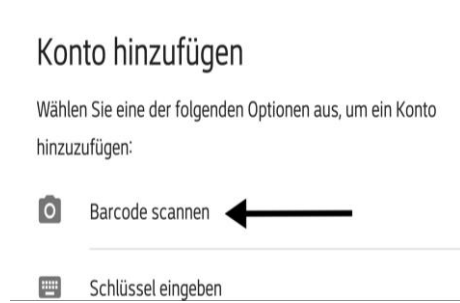 Konto hinzufügen
Wählen Sie eine der folgenden Optionen aus, um ein Konto
hinzuzufügen:
Barcode scannen
Schlüssel eingeben